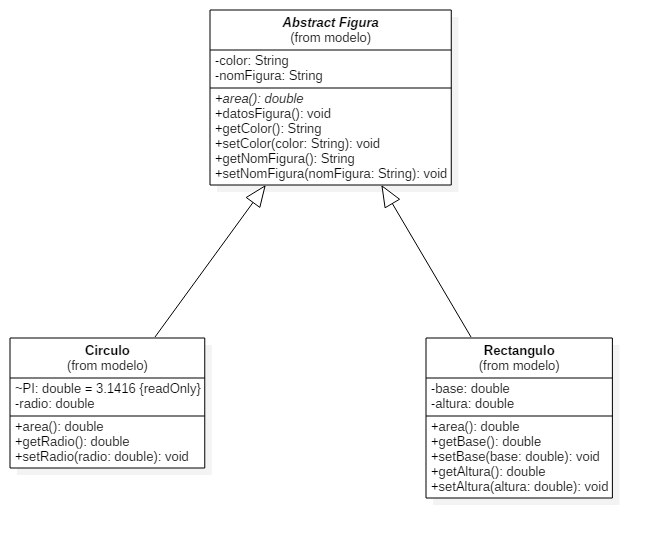 Abstract Figura
(from modelo)
-color: String
-nomFigura: String
+area(): double
+datosFigura(): void
+getColor(): String
+setColor(color: String): void
+getNomFigura(): String
+setNomFigura(nomFigura: String): void
Circulo
(from modelo)
~PI: double = 3.1416 {readOnly}
-radio: double
+area(): double
+getRadio(): double
+setRadio(radio: double): void
Rectangulo
(from modelo)
-base: double
-altura: double
+area(): double
+getBase(): double
+setBase(base: double): void
+getAltura(): double
+setAltura(altura: double): void